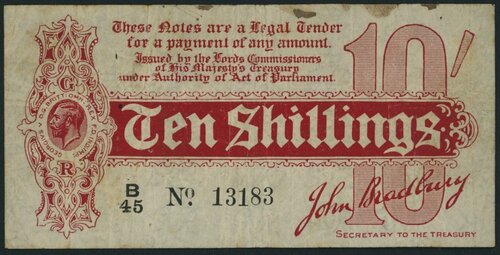 These Notes are a Legal Tender
for a payment of any amount.
Issued by the Lords Commissioners
of His Majesty's Treasury
under Authority of Act of Parliament.
10/
G
Ten Shillings.
R
B
45 No. 13183
John Bradbury
10
SECRETARY TO THE TREASURY